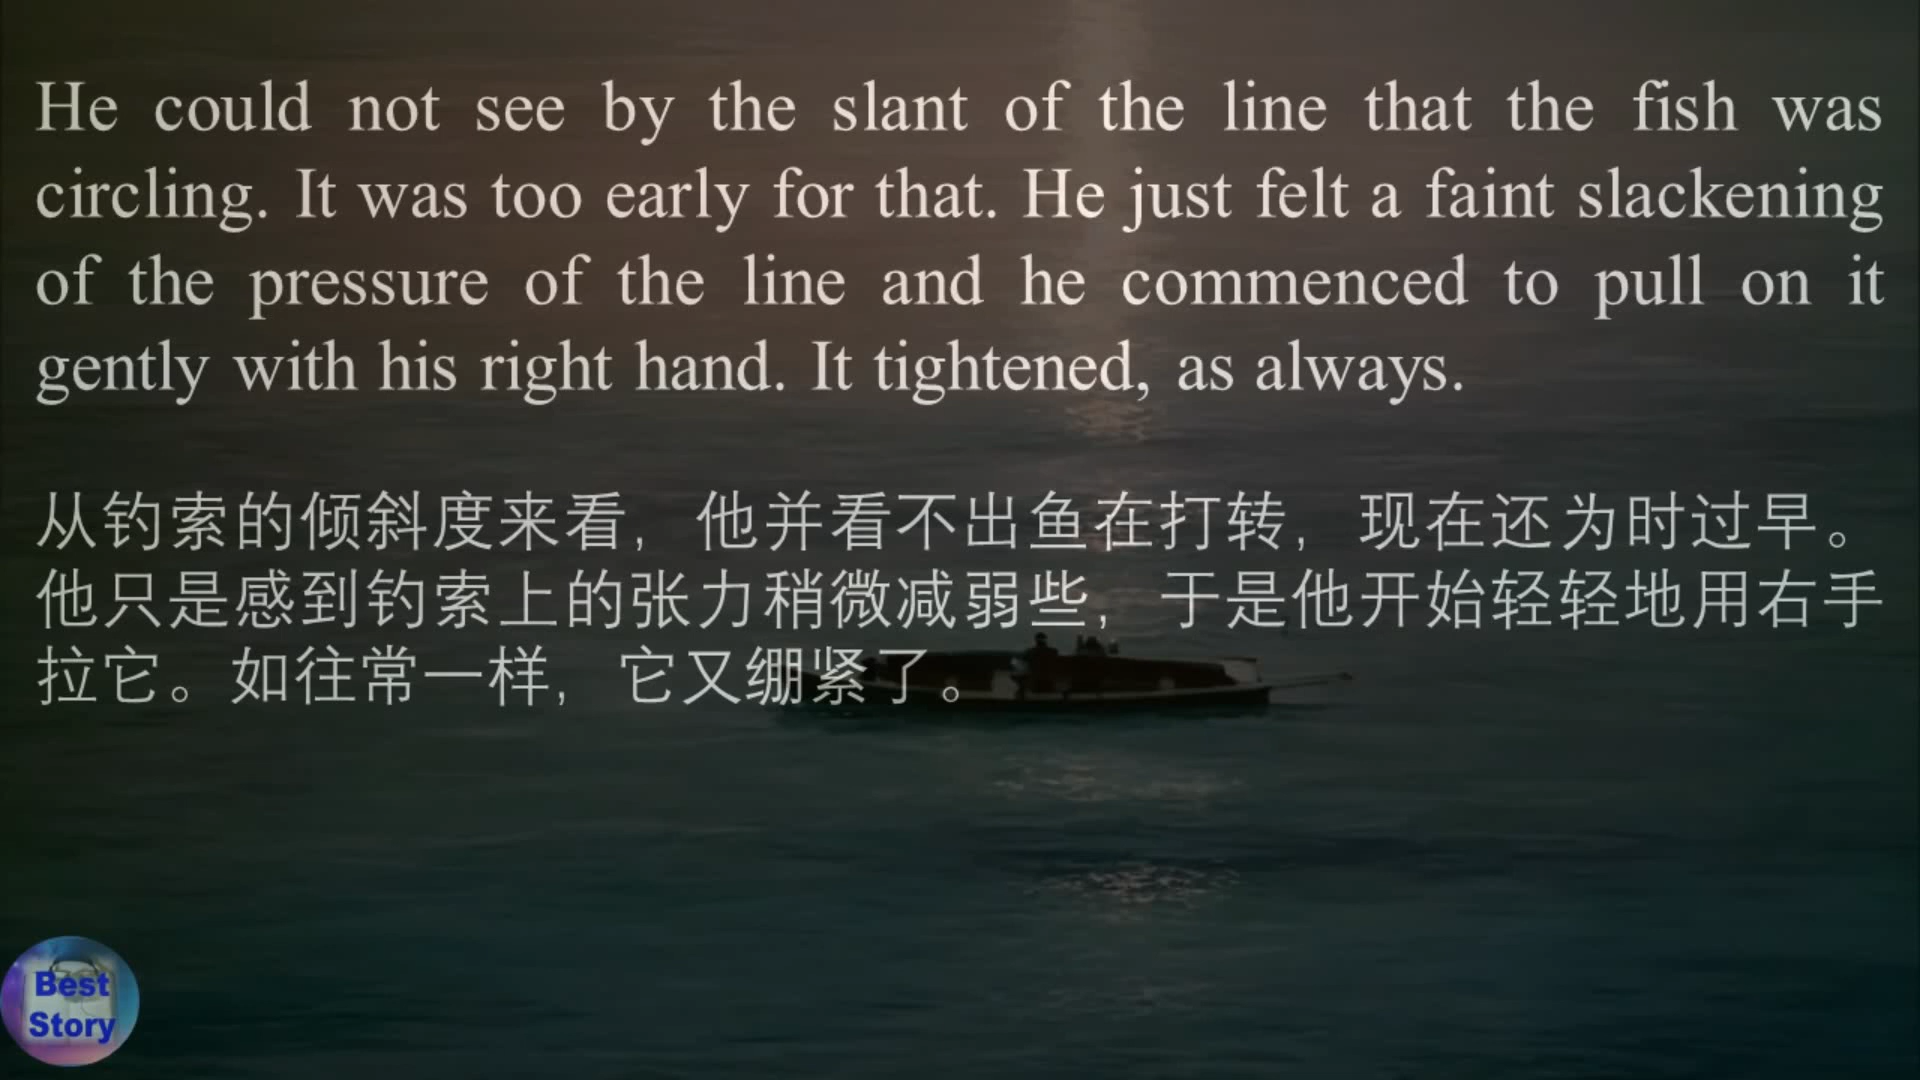 He could not see by the slant of the line that the fish was
circling. It was too early for that. He just felt a faint slackening
of the pressure of the line and he commenced to pull on it
gently with his right hand. It tightened, as always.
从钓索的倾斜度来看，他并看不出鱼在打转，现在还为时过早。
他只是感到钓索上的张力稍微减弱些，于是他开始轻轻地用右手
拉它。如往常一样，它又绷紧了。
Best
Story